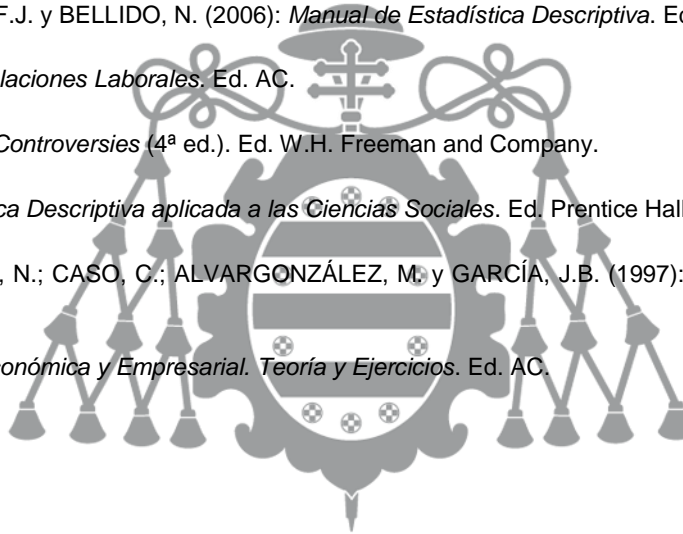 F.J. y BELLIDO, N. (2006): Manual de Estadística Descriptiva. Ed
laciones Laborales. Ed. AC.
Controversies (4ª ed.). Ed. W.H. Freeman and Company.
ca Descriptiva aplicada a las Ciencias Sociales. Ed. Prentice Hall
, N.; CASO, C.; ALVARGONZÁLEZ, M. y GARCÍA, J.B. (1997):
conómica y Empresarial. Teoría y Ejercicios. Ed. AC.